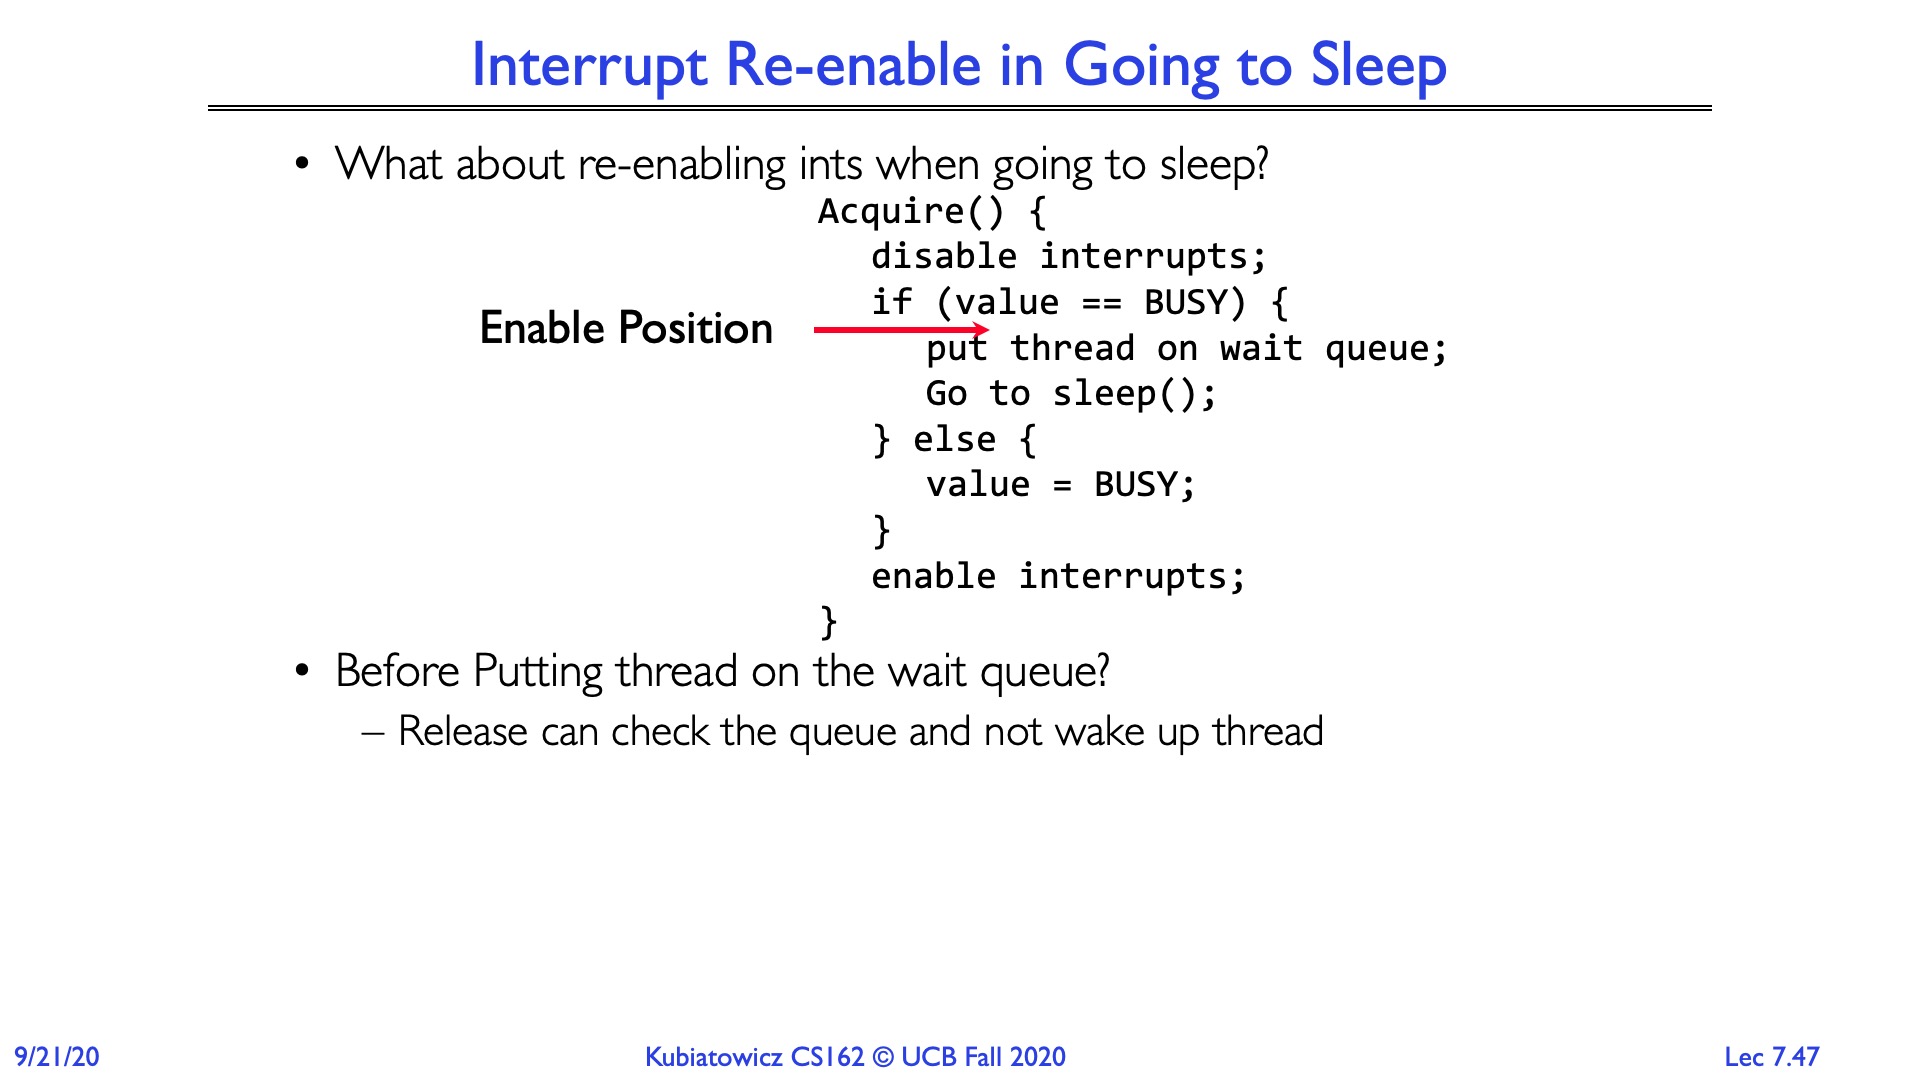 Interrupt Re-enable in Going to Sleep
• What about re-enabling ints when going to sleep?
Acquire() {
disable interrupts;
if (value == BUSY) {
Enable Position
put thread on wait queue;
Go to sleep();
} else {
value = BUSY;
}
enable interrupts;
}
• Before Putting thread on the wait queue?
– Release can check the queue and not wake up thread
9/21/20
Kubiatowicz CS162 © UCB Fall 2020
Lec 7.47